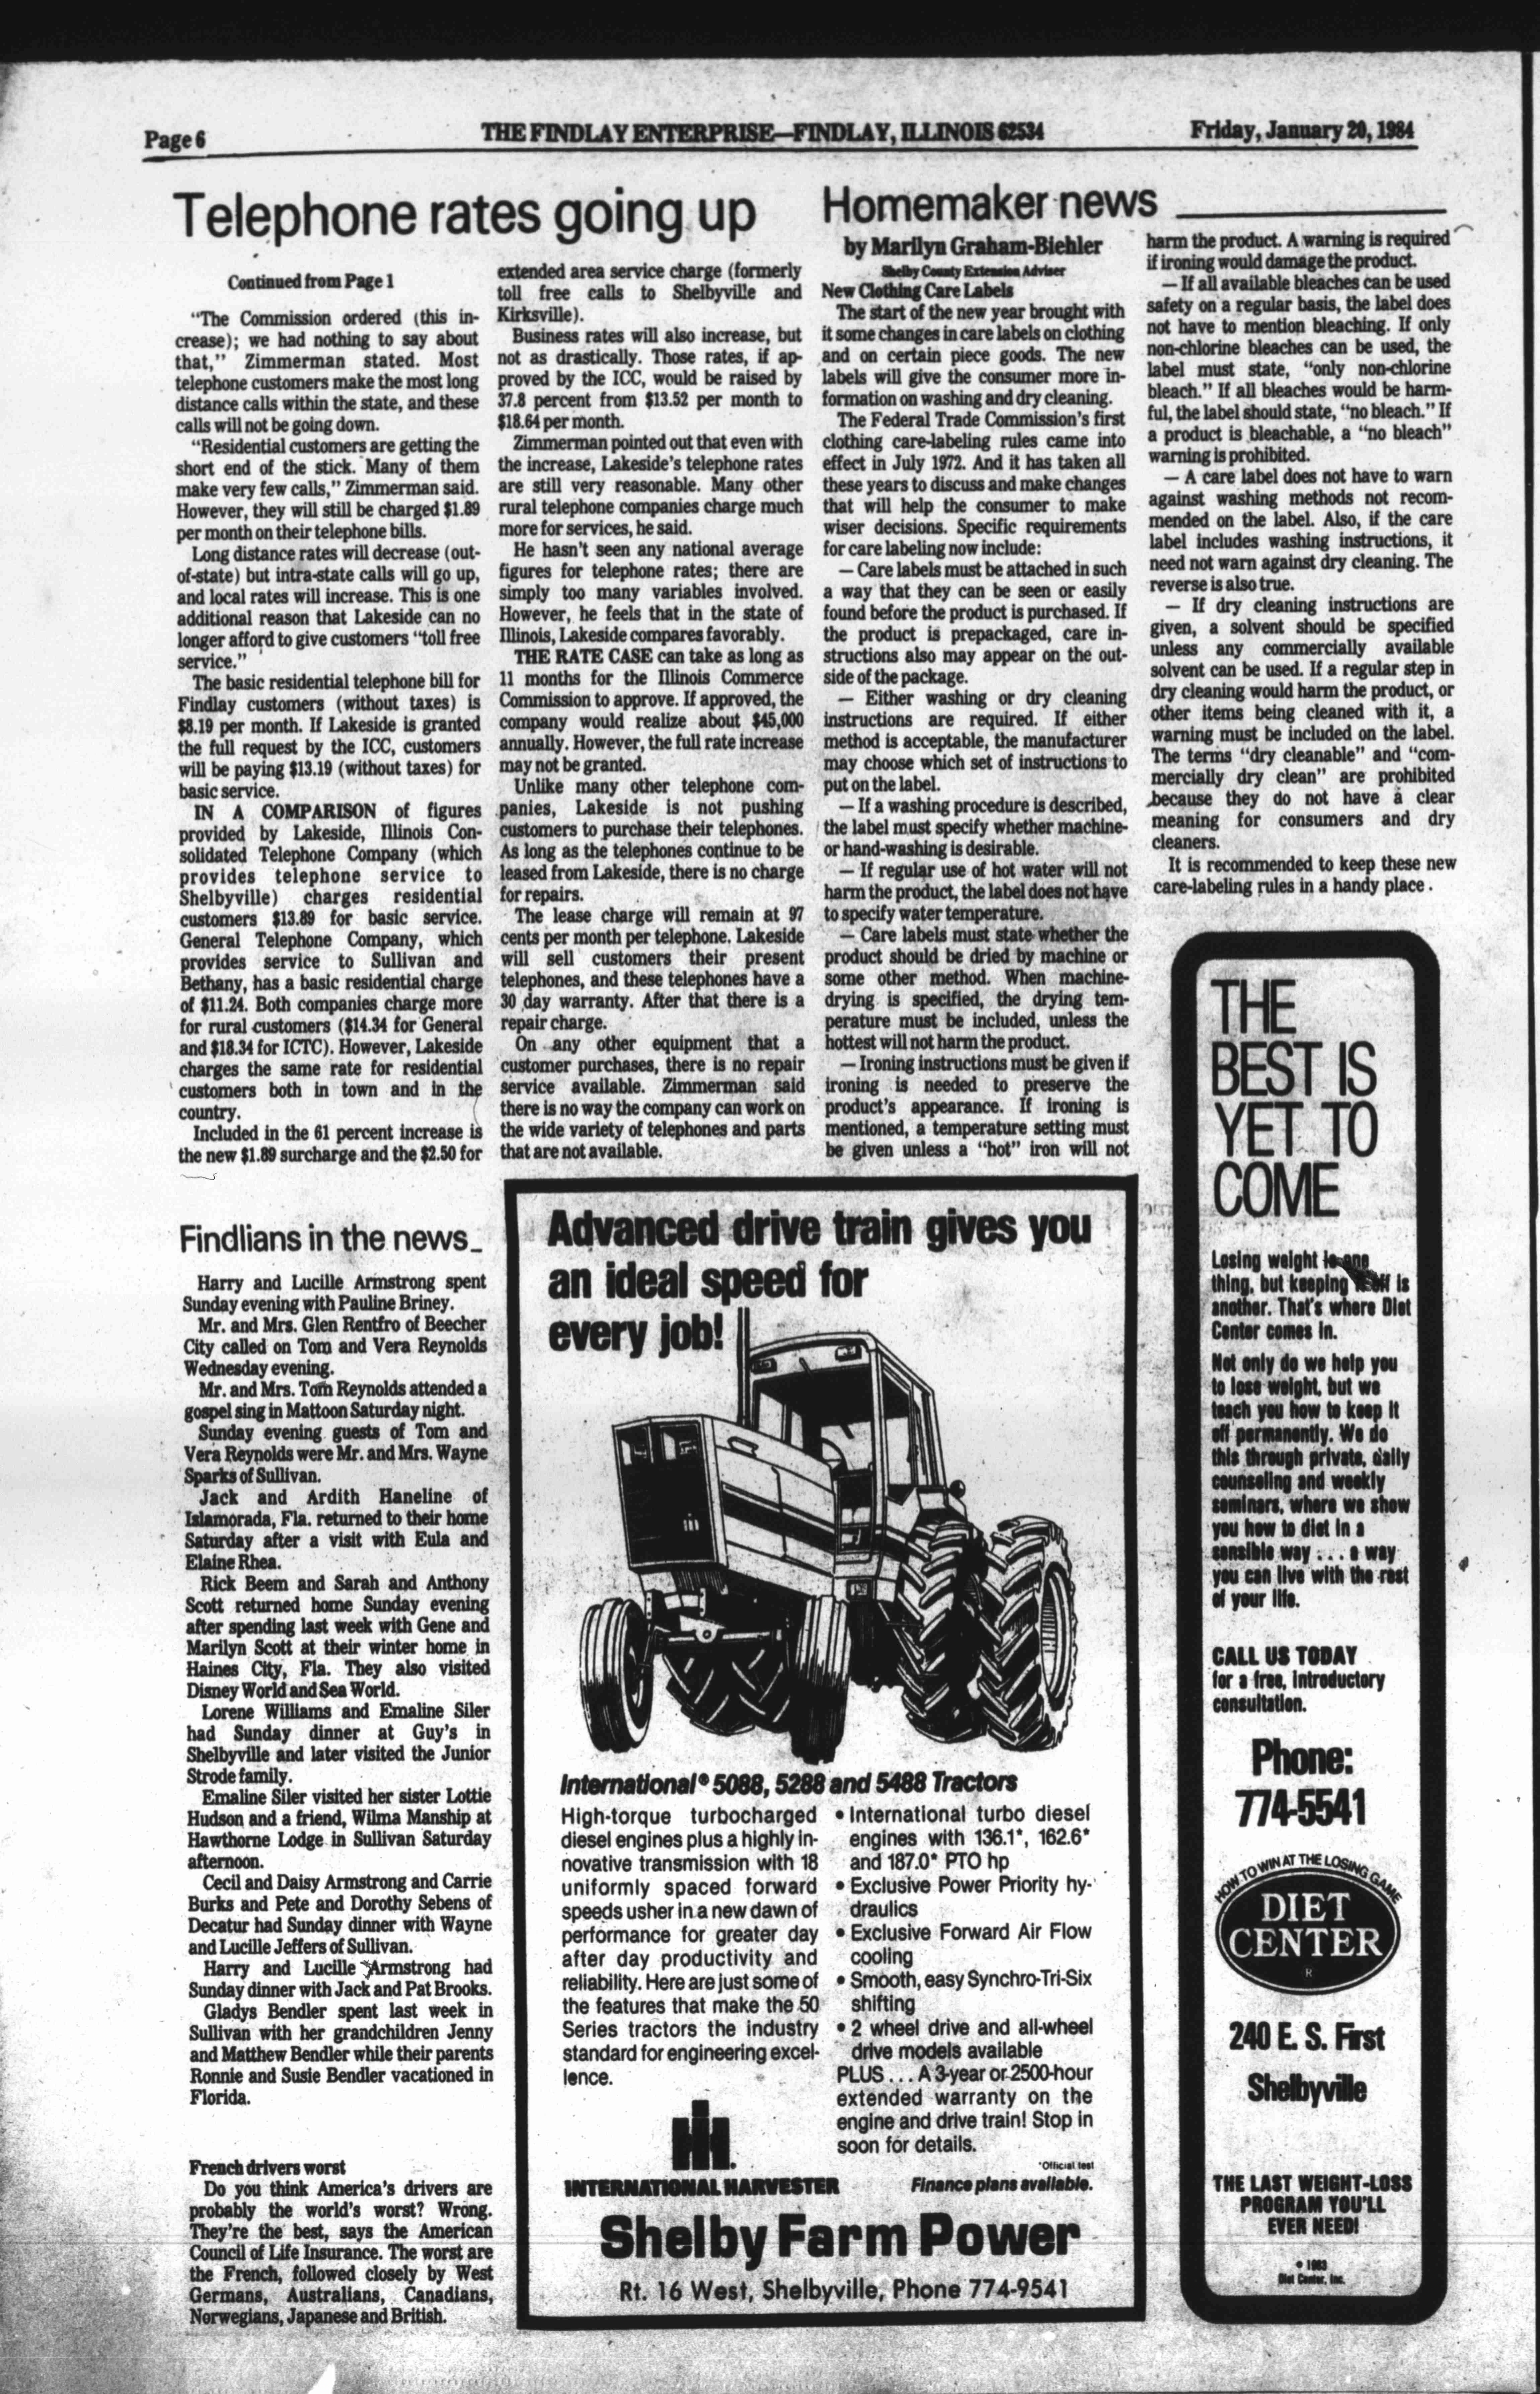 Page 6
THE FINDLAY ENTERPRISE—FINDLAY, ILLINOIS 62534
Friday, January 20, 1984
Telephone rates going up
Continued from Page 1
"The Commission ordered (this in-
crease); we had nothing to say about
that," Zimmerman stated. Most
telephone customers make the most long
distance calls within the state, and these
calls will not be going down.
"Residential customers are getting the
short end of the stick. Many of them
make very few calls," Zimmerman said.
However, they will still be charged $1.89
per month on their telephone bills.
Long distance rates will decrease (out-
of-state) but intra-state calls will go up,
and local rates will increase. This is one
additional reason that Lakeside can no
longer afford to give customers "toll free
service."
The basic residential telephone bill for
Findlay customers (without taxes) is
$8.19 per month. If Lakeside is granted
the full request by the ICC, customers
will be paying $13.19 (without taxes) for
basic service.
IN A COMPARISON of figures
provided by Lakeside, Illinois Con-
solidated Telephone Company (which
provides telephone service to
Shelbyville) charges residential
customers $13.89 for basic service.
General Telephone Company, which
provides service to Sullivan and
Bethany, has a basic residential charge
of $11.24. Both companies charge more
for rural customers ($14.34 for General
and $18.34 for ICTC). However, Lakeside
charges the same rate for residential
customers both in town and in the
country.
Included in the 61 percent increase is
the new $1.89 surcharge and the $2.50 for
extended area service charge (formerly
toll free calls to Shelbyville and
Kirksville).
Business rates will also increase, but
not as drastically. Those rates, if ap-
proved by the ICC, would be raised by
37.8 percent from $13.52 per month to
$18.64 per month.
Zimmerman pointed out that even with
the increase, Lakeside's telephone rates
are still very reasonable. Many other
rural telephone companies charge much
more for services, he said.
He hasn't seen any national average
figures for telephone rates; there are
simply too many variables involved.
However, he feels that in the state of
Illinois, Lakeside compares favorably.
THE RATE CASE can take as long as
11 months for the Illinois Commerce
Commission to approve. If approved, the
company would realize about $45,000
annually. However, the full rate increase
may not be granted.
Unlike many other telephone com-
panies, Lakeside is not pushing
customers to purchase their telephones.
As long as the telephones continue to be
leased from Lakeside, there is no charge
for repairs.
The lease charge will remain at 97
cents per month per telephone. Lakeside
will sell customers their present
telephones, and these telephones have a
30 day warranty. After that there is a
repair charge.
On any other equipment that a
customer purchases, there is no repair
service available. Zimmerman said
there is no way the company can work on
the wide variety of telephones and parts
that are not available.
Homemaker news
by Marilyn Graham-Biehler
Shelby County Extension Adviser
New Clothing Care Labels
The start of the new year brought with
it some changes in care labels on clothing
and on certain piece goods. The new
labels will give the consumer more in-
formation on washing and dry cleaning.
The Federal Trade Commission's first
clothing care-labeling rules came into
effect in July 1972. And it has taken all
these years to discuss and make changes
that will help the consumer to make
wiser decisions. Specific requirements
for care labeling now include:
— Care labels must be attached in such
a way that they can be seen or easily
found before the product is purchased. If
the product is prepackaged, care in-
structions also may appear on the out-
side of the package.
— Either washing or dry cleaning
instructions are required. If either
method is acceptable, the manufacturer
may choose which set of instructions to
put on the label.
— If a washing procedure is described,
the label must specify whether machine-
or hand-washing is desirable.
— If regular use of hot water will not
harm the product, the label does not have
to specify water temperature.
— Care labels must state whether the
product should be dried by machine or
some other method. When machine-
drying is specified, the drying tem-
perature must be included, unless the
hottest will not harm the product.
— Ironing instructions must be given if
ironing is needed to preserve the
product's appearance. If ironing is
mentioned, a temperature setting must
be given unless a "hot" iron will not
harm the product. A warning is required
if ironing would damage the product.
— If all available bleaches can be used
safety on a regular basis, the label does
not have to mention bleaching. If only
non-chlorine bleaches can be used, the
label must state, "only non-chlorine
bleach." If all bleaches would be harm-
ful, the label should state, "no bleach." If
a product is bleachable, a "no bleach"
warning is prohibited.
— A care label does not have to warn
against washing methods not recom-
mended on the label. Also, if the care
label includes washing instructions, it
need not warn against dry cleaning. The
reverse is also true.
— If dry cleaning instructions are
given, a solvent should be specified
unless any commercially available
solvent can be used. If a regular step in
dry cleaning would harm the product, or
other items being cleaned with it, a
warning must be included on the label.
The terms "dry cleanable" and "com-
mercially dry clean" are prohibited
because they do not have a clear
meaning for consumers and dry
cleaners.
It is recommended to keep these new
care-labeling rules in a handy place.
Findlians in the news
Harry and Lucille Armstrong spent
Sunday evening with Pauline Briney.
Mr. and Mrs. Glen Rentfro of Beecher
City called on Tom and Vera Reynolds
Wednesday evening.
Mr. and Mrs. Tom Reynolds attended a
gospel sing in Mattoon Saturday night.
Sunday evening guests of Tom and
Vera Reynolds were Mr. and Mrs. Wayne
Sparks of Sullivan.
Jack and Ardith Haneline of
Islamorada, Fla. returned to their home
Saturday after a visit with Eula and
Elaine Rhea.
Rick Beem and Sarah and Anthony
Scott returned home Sunday evening
after spending last week with Gene and
Marilyn Scott at their winter home in
Haines City, Fla. They also visited
Disney World and Sea World.
Lorene Williams and Emaline Siler
had Sunday dinner at Guy's in
Shelbyville and later visited the Junior
Strode family.
Emaline Siler visited her sister Lottie
Hudson and a friend, Wilma Manship at
Hawthorne Lodge in Sullivan Saturday
afternoon.
Cecil and Daisy Armstrong and Carrie
Burks and Pete and Dorothy Sebens of
Decatur had Sunday dinner with Wayne
and Lucille Jeffers of Sullivan.
Harry and Lucille Armstrong had
Sunday dinner with Jack and Pat Brooks.
Gladys Bendler spent last week in
Sullivan with her grandchildren Jenny
and Matthew Bendler while their parents
Ronnie and Susie Bendler vacationed in
Florida.
French drivers worst
Do you think America's drivers are
probably the world's worst? Wrong.
They're the best, says the American
Council of Life Insurance. The worst are
the French, followed closely by West
Germans, Australians, Canadians,
Norwegians, Japanese and British.
Advanced drive train gives you
an ideal speed for
every job!
International® 5088, 5288 and 5488 Tractors
High-torque turbocharged
diesel engines plus a highly in-
novative transmission with 18
uniformly spaced forward
speeds usher in a new dawn of
performance for greater day
after day productivity and
reliability. Here are just some of
the features that make the 50
Series tractors the industry
standard for engineering excel-
lence.
• International turbo diesel
engines with 136.1*, 162.6*
and 187.0* PTO hp
• Exclusive Power Priority hy-
draulics
• Exclusive Forward Air Flow
cooling
• Smooth, easy Synchro-Tri-Six
shifting
• 2 wheel drive and all-wheel
drive models available
PLUS... A 3-year or 2500-hour
extended warranty on the
engine and drive train! Stop in
soon for details.
*Official test
INTERNATIONAL HARVESTER
Finance plans available.
Shelby Farm Power
Rt. 16 West, Shelbyville, Phone 774-9541
THE
BEST IS
YET TO
COME
Losing weight is one
thing, but keeping it off is
another. That's where Diet
Center comes in.
Not only do we help you
to lose weight, but we
teach you how to keep it
off permanently. We do
this through private, daily
counseling and weekly
seminars, where we show
you how to diet in a
sensible way... a way
you can live with the rest
of your life.
CALL US TODAY
for a free, introductory
consultation.
Phone:
774-5541
HOW TO WIN AT THE LOSING GAME
DIET
CENTER
R
240 E. S. First
Shelbyville
THE LAST WEIGHT-LOSS
PROGRAM YOU'LL
EVER NEED!
© 1983
Diet Center, Inc.